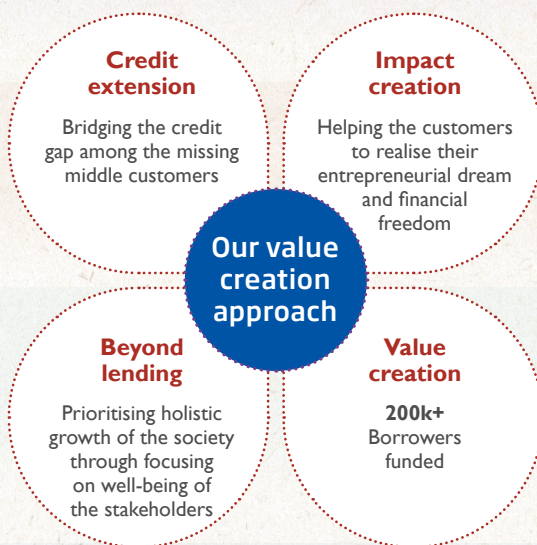 Credit
extension
Bridging the credit
gap among the missing
middle customers
Impact
creation
Helping the customers
to realise their
entrepreneurial dream
and financial
freedom
Our value
creation
approach
Beyond
lending
Prioritising holistic
growth of the society
through focusing
on well-being of
the stakeholders
Value
creation
200k+
Borrowers
funded